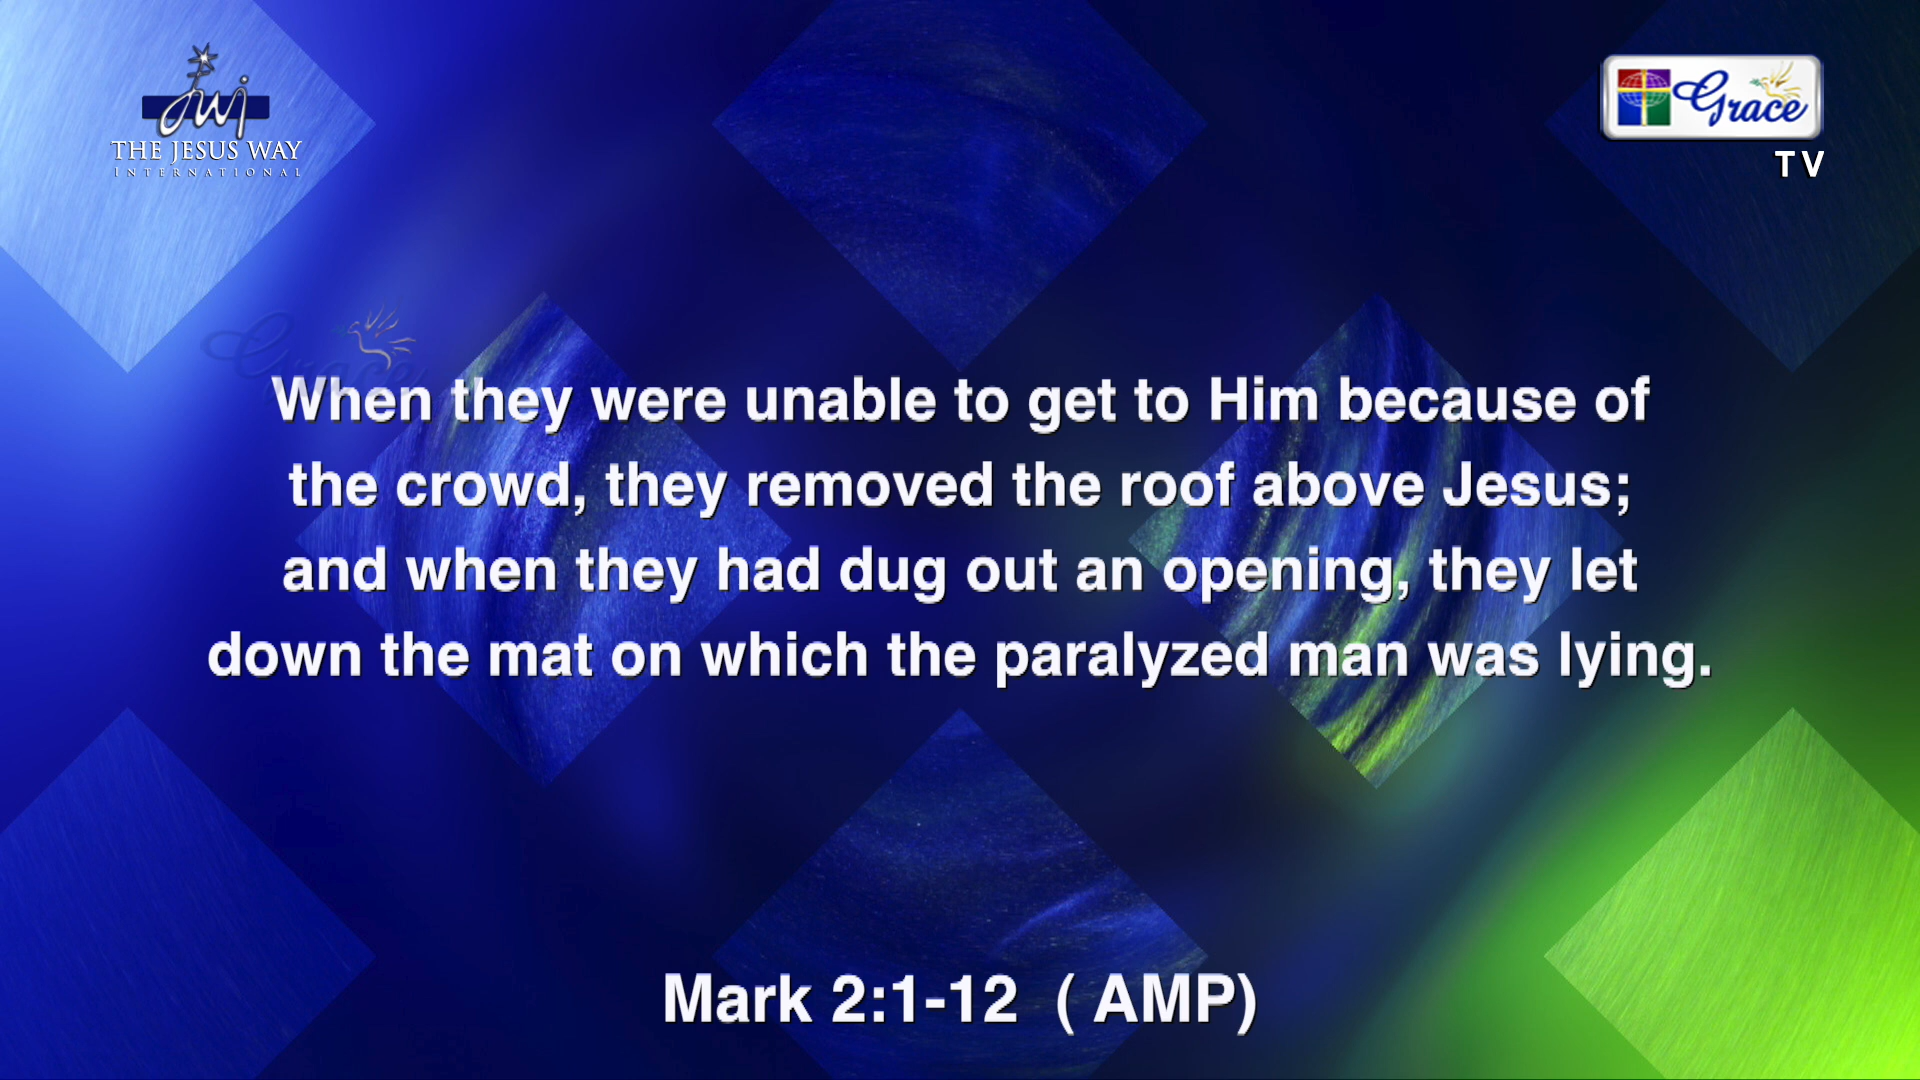 jwj
THE JESUS WAY
INTERNATIONAL
Grace
TV
Grace
When they were unable to get to Him because of
the crowd, they removed the roof above Jesus;
and when they had dug out an opening, they let
down the mat on which the paralyzed man was lying.
Mark 2:1-12 ( AMP)